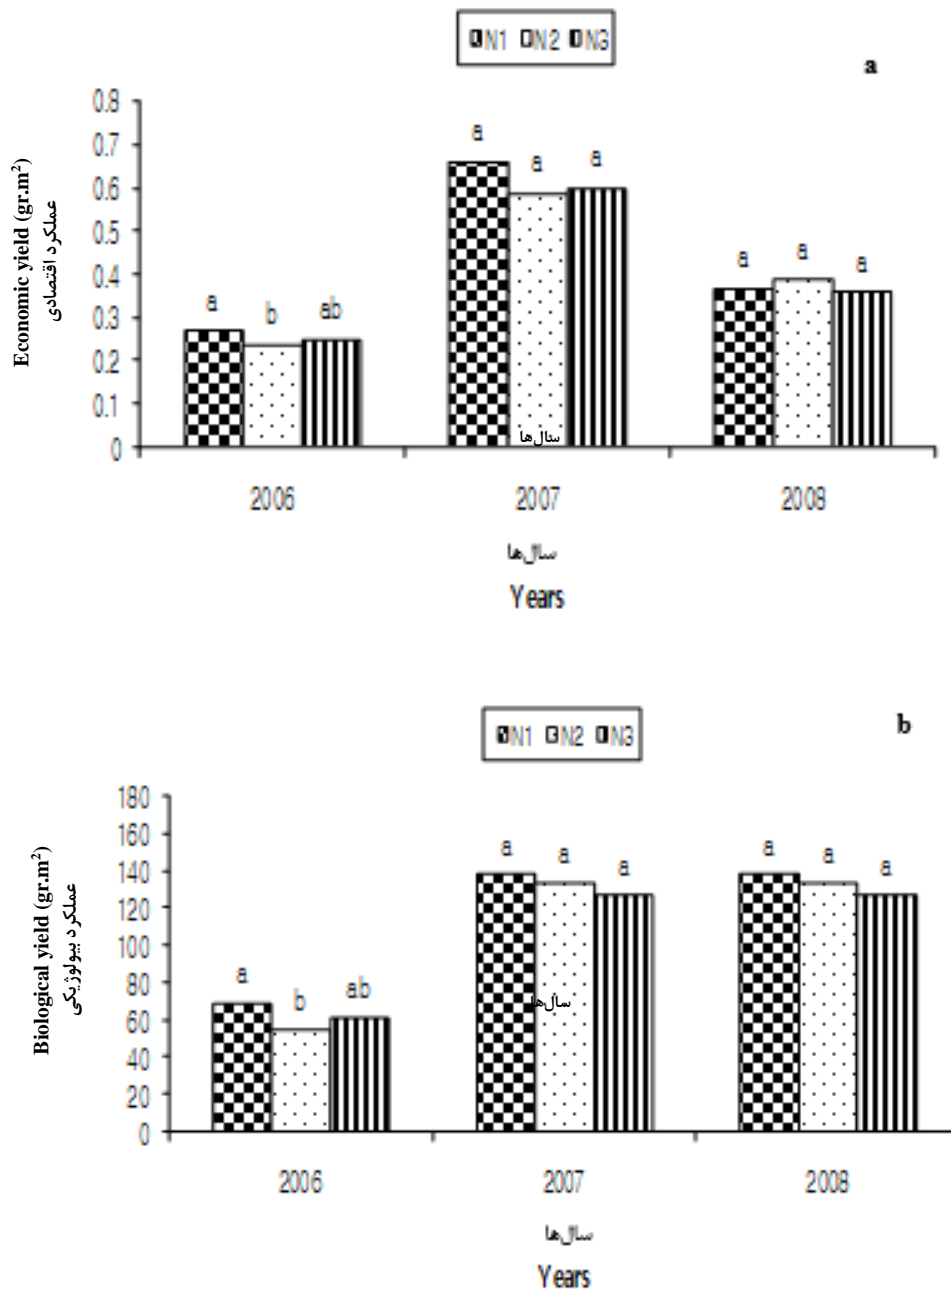 N1 N2 N3
a
Economic yield (gr.m²)
عملکرد اقتصادی
0.8
0.7
0.6
0.5
0.4
0.3
0.2
0.1
0
a b ab
a a a
a a a
سال‌ها
2006 2007 2008
سال‌ها
Years
N1 N2 N3
b
Biological yield (gr.m²)
عملکرد بیولوژیکی
180
160
140
120
100
80
60
40
20
0
a b ab
a a a
a a a
سال‌ها
2006 2007 2008
سال‌ها
Years